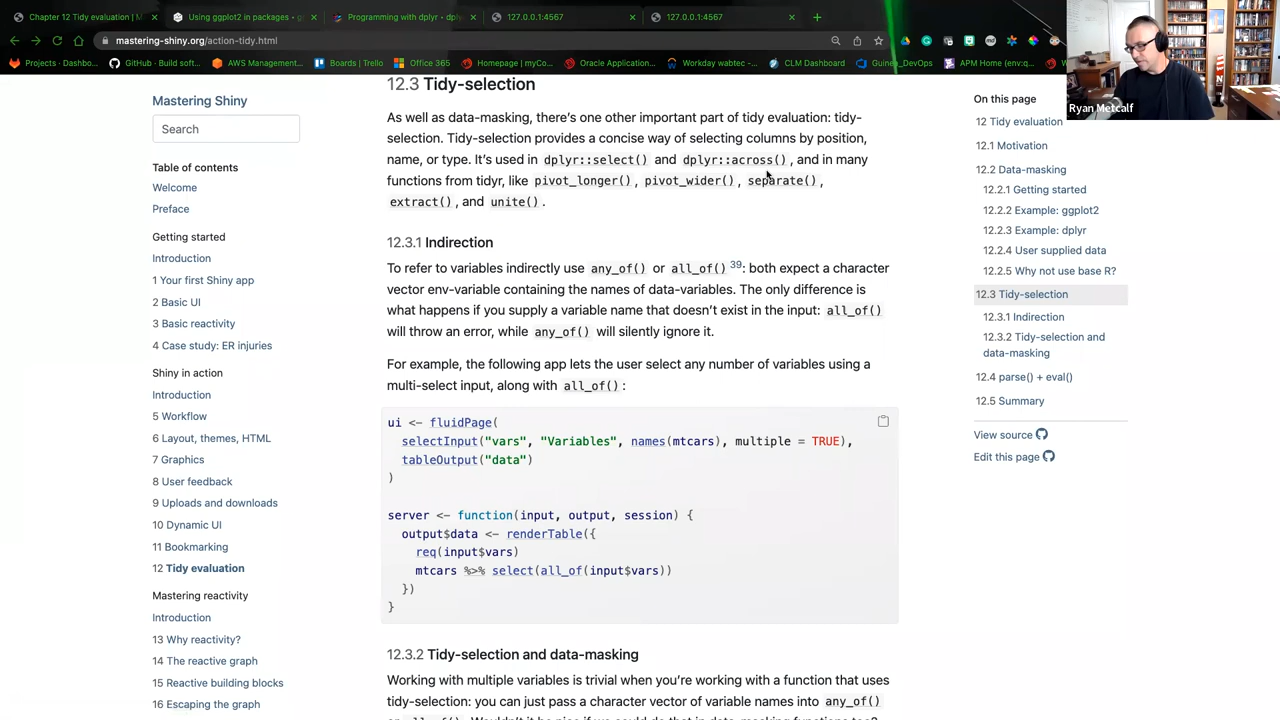 Chapter 12 Tidy evaluation | M
Using ggplot2 in packages • g
Programming with dplyr • dply
127.0.0.1:4567
127.0.0.1:4567
mastering-shiny.org/action-tidy.html
Projects - Dashbo...
GitHub - Build soft...
AWS Management...
Boards | Trello
Office 365
Homepage | myCo...
Oracle Application...
Workday wabtec -...
CLM Dashboard
Guinea_DevOps
APM Home (env:q...
Ryan Metcalf
Mastering Shiny
Search
Table of contents
Welcome
Preface
Getting started
Introduction
1 Your first Shiny app
2 Basic UI
3 Basic reactivity
4 Case study: ER injuries
Shiny in action
Introduction
5 Workflow
6 Layout, themes, HTML
7 Graphics
8 User feedback
9 Uploads and downloads
10 Dynamic UI
11 Bookmarking
12 Tidy evaluation
Mastering reactivity
Introduction
13 Why reactivity?
14 The reactive graph
15 Reactive building blocks
16 Escaping the graph
12.3 Tidy-selection
As well as data-masking, there's one other important part of tidy evaluation: tidy-
selection. Tidy-selection provides a concise way of selecting columns by position,
name, or type. It's used in dplyr::select() and dplyr::across(), and in many
functions from tidyr, like pivot_longer(), pivot_wider(), separate(),
extract(), and unite().
12.3.1 Indirection
To refer to variables indirectly use any_of() or all_of() 39: both expect a character
vector env-variable containing the names of data-variables. The only difference is
what happens if you supply a variable name that doesn't exist in the input: all_of()
will throw an error, while any_of() will silently ignore it.
For example, the following app lets the user select any number of variables using a
multi-select input, along with all_of():
ui <- fluidPage(
selectInput("vars", "Variables", names(mtcars), multiple = TRUE),
tableOutput("data")
)
server <- function(input, output, session) {
output$data <- renderTable({
req(input$vars)
mtcars %>% select(all_of(input$vars))
})
}
12.3.2 Tidy-selection and data-masking
Working with multiple variables is trivial when you're working with a function that uses
tidy-selection: you can just pass a character vector of variable names into any_of()
On this page
12 Tidy evaluation
12.1 Motivation
12.2 Data-masking
12.2.1 Getting started
12.2.2 Example: ggplot2
12.2.3 Example: dplyr
12.2.4 User supplied data
12.2.5 Why not use base R?
12.3 Tidy-selection
12.3.1 Indirection
12.3.2 Tidy-selection and
data-masking
12.4 parse() + eval()
12.5 Summary
View source
Edit this page